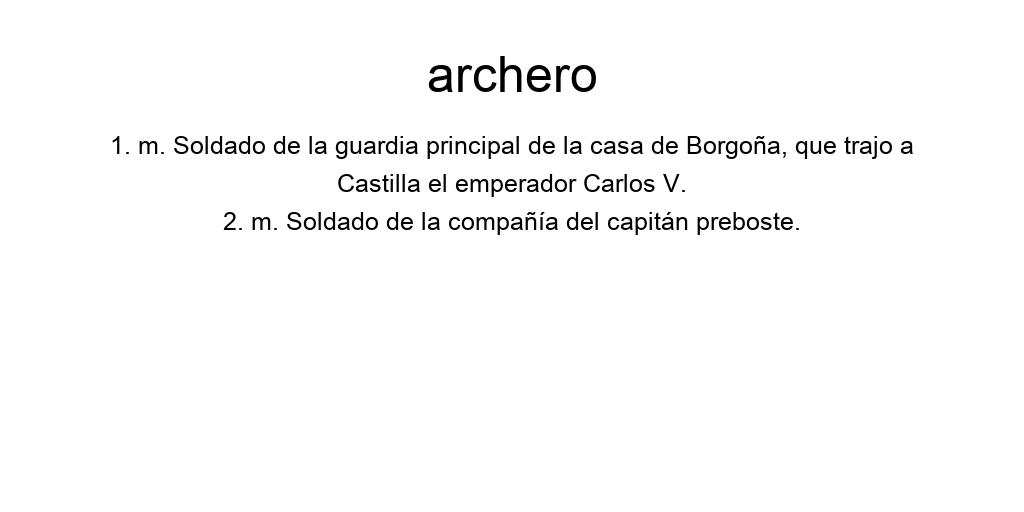 archero
1. m. Soldado de la guardia principal de la casa de Borgoña, que trajo a
Castilla el emperador Carlos V.
2. m. Soldado de la compañía del capitán preboste.